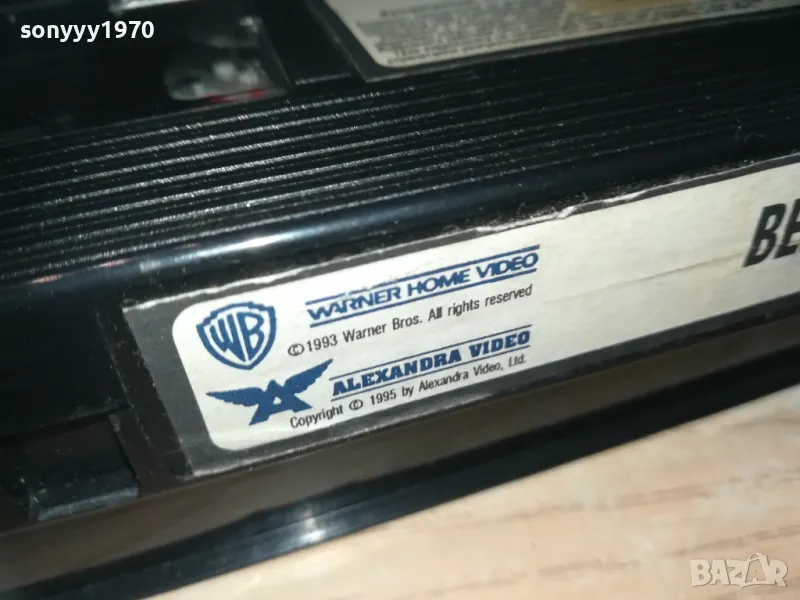 sonyyy1970
BE
WB
WARNER HOME VIDEO
©1993 Warner Bros. All rights reserved
ALEXANDRA VIDEO
Copyright © 1995 by Alexandra Video, Ltd.
BAZAR